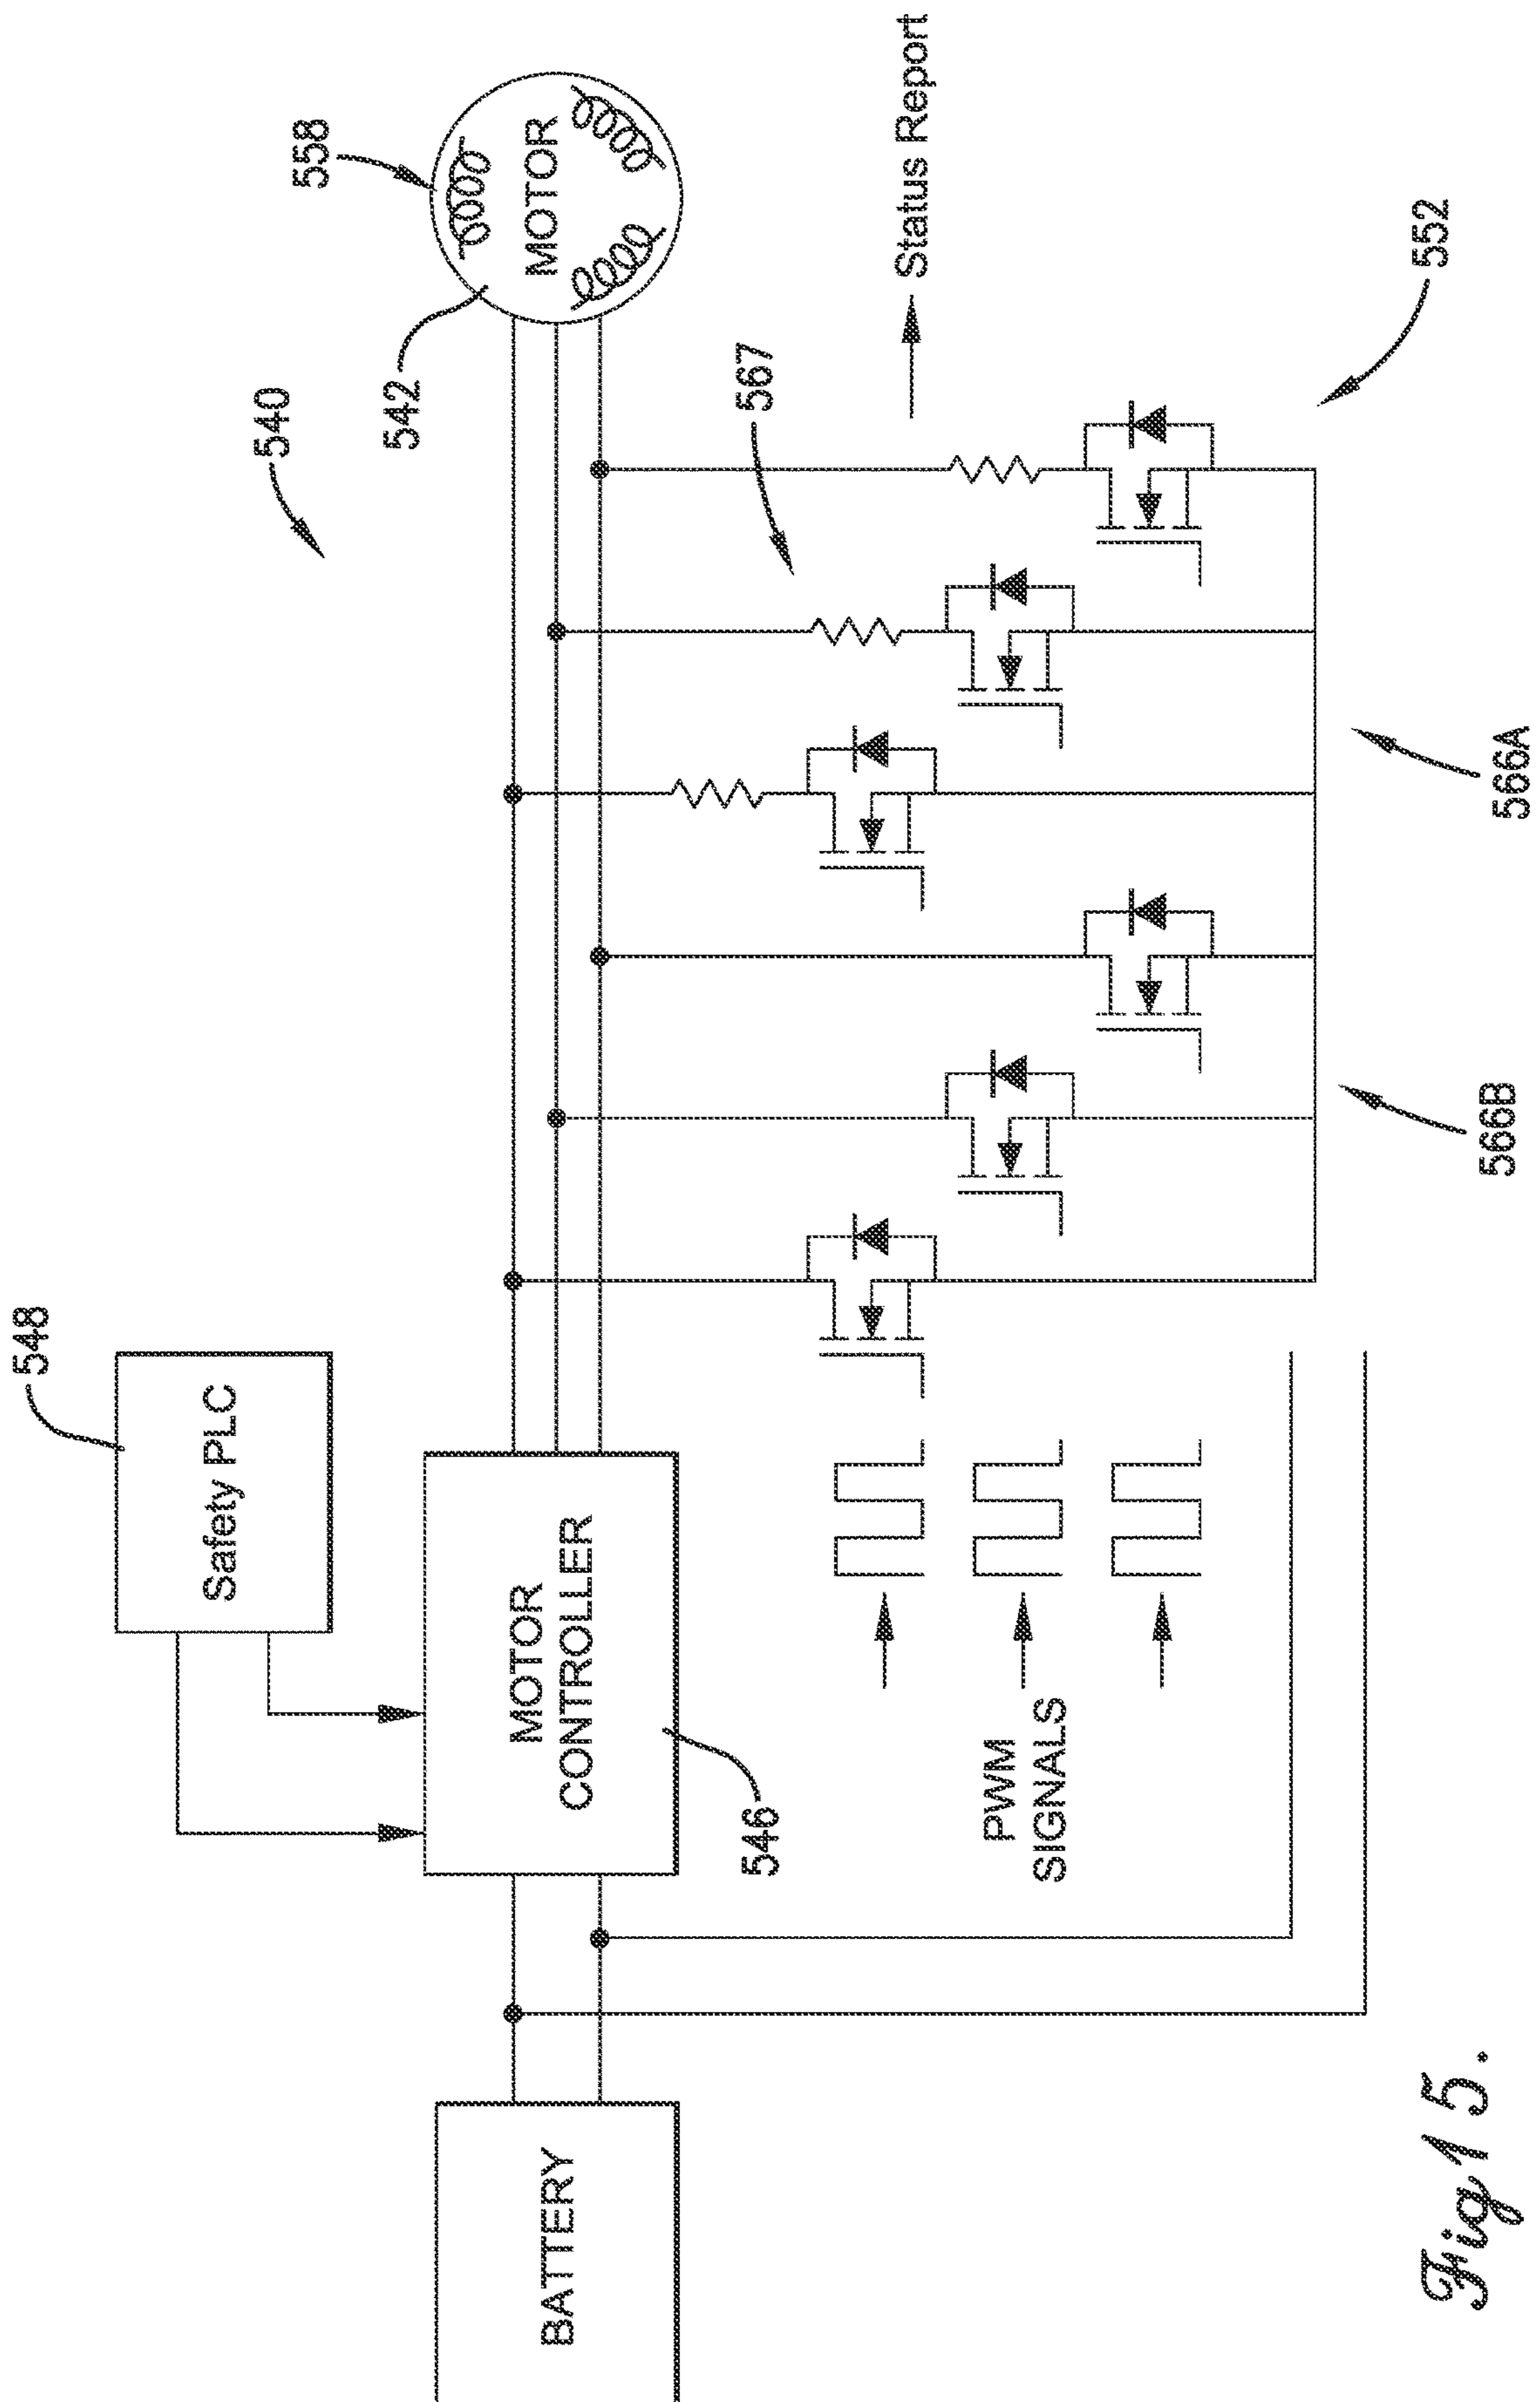 548
Safety PLC
540
558
542
MOTOR
BATTERY
MOTOR
CONTROLLER
546
567
Status Report
PWM
SIGNALS
552
566B
566A
Fig 15.